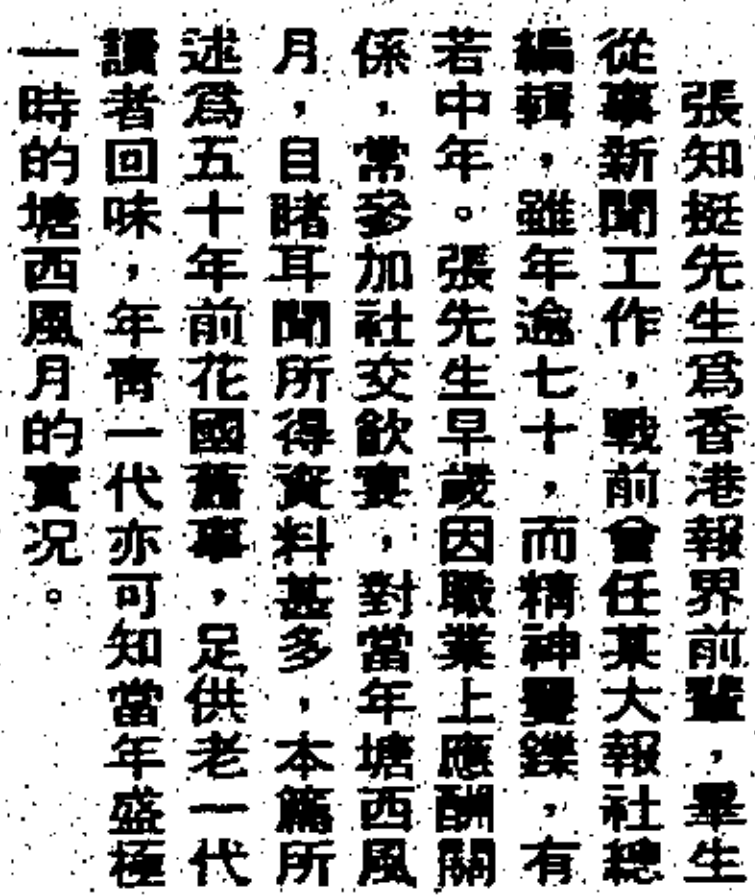 張知挺先生爲香港報界前輩，畢生
從事新聞工作，戰前曾任某大報社總
編輯，雖年逾七十，而精神矍鑠，有
若中年。張先生早歲因職業上應酬關
係，常參加社交飲宴，對當年塘西風
月，目睹耳聞所得資料甚多，本篇所
述爲五十年前花國舊事，足供老一代
讀者回味，年靑一代亦可知當年盛極
一時的塘西風月的實况。